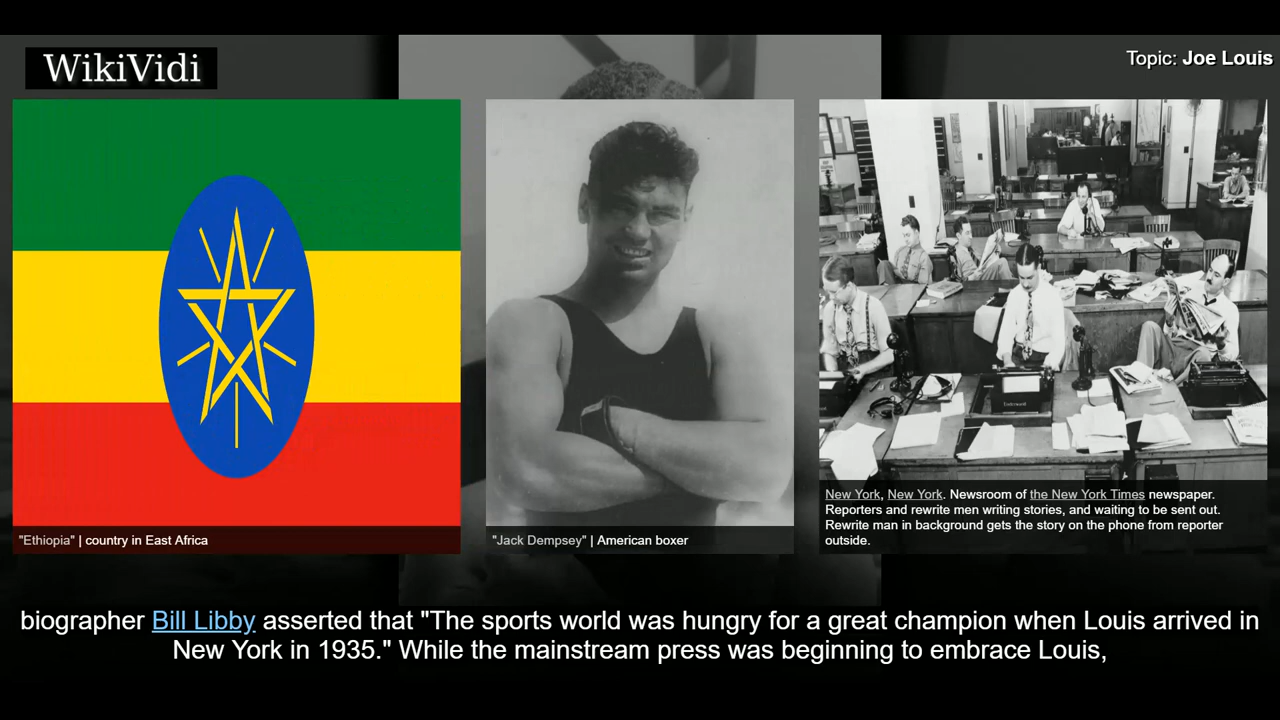 WikiVidi
Topic: Joe Louis
"Ethiopia" | country in East Africa
"Jack Dempsey" | American boxer
New York, New York. Newsroom of the New York Times newspaper.
Reporters and rewrite men writing stories, and waiting to be sent out.
Rewrite man in background gets the story on the phone from reporter
outside.
biographer Bill Libby asserted that "The sports world was hungry for a great champion when Louis arrived in
New York in 1935." While the mainstream press was beginning to embrace Louis,